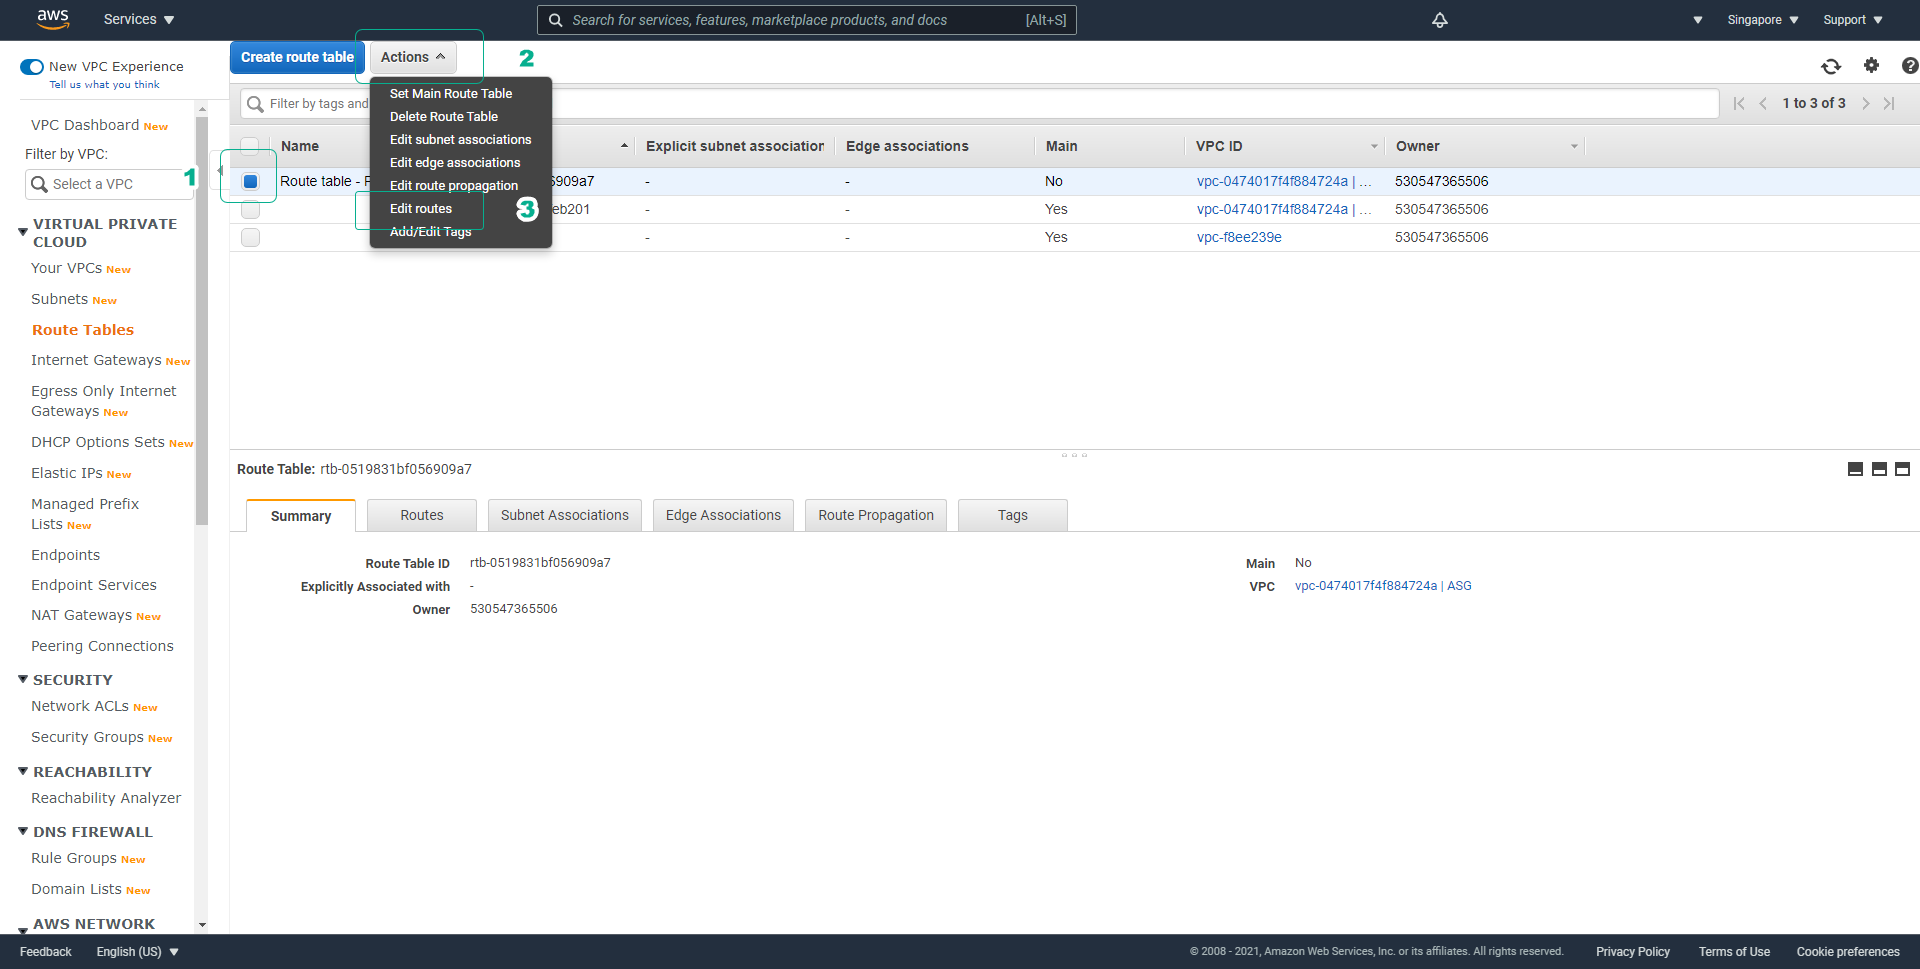 aws
Services
Search for services, features, marketplace products, and docs
[Alt+S]
Singapore
Support
New VPC Experience
Tell us what you think
Create route table
Actions
2
Set Main Route Table
Delete Route Table
Edit subnet associations
Edit edge associations
Edit route propagation
Edit routes
Add/Edit Tags
3
Filter by tags and
1 to 3 of 3
VPC Dashboard New
Filter by VPC:
Select a VPC
1
VIRTUAL PRIVATE
CLOUD
Your VPCs New
Subnets New
Route Tables
Internet Gateways New
Egress Only Internet
Gateways New
DHCP Options Sets New
Elastic IPs New
Managed Prefix
Lists New
Endpoints
Endpoint Services
NAT Gateways New
Peering Connections
SECURITY
Network ACLs New
Security Groups New
REACHABILITY
Reachability Analyzer
DNS FIREWALL
Rule Groups New
Domain Lists New
AWS NETWORK
Name
Explicit subnet association
Edge associations
Main
VPC ID
Owner
Route table - 6909a7 - - No vpc-0474017f4f884724a | ... 530547365506
eb201 - - Yes vpc-0474017f4f884724a | ... 530547365506
- - Yes vpc-f8ee239e 530547365506
Route Table: rtb-0519831bf056909a7
Summary
Routes
Subnet Associations
Edge Associations
Route Propagation
Tags
Route Table ID rtb-0519831bf056909a7
Explicitly Associated with -
Owner 530547365506
Main No
VPC vpc-0474017f4f884724a | ASG
Feedback
English (US)
© 2008 - 2021, Amazon Web Services, Inc. or its affiliates. All rights reserved.
Privacy Policy
Terms of Use
Cookie preferences